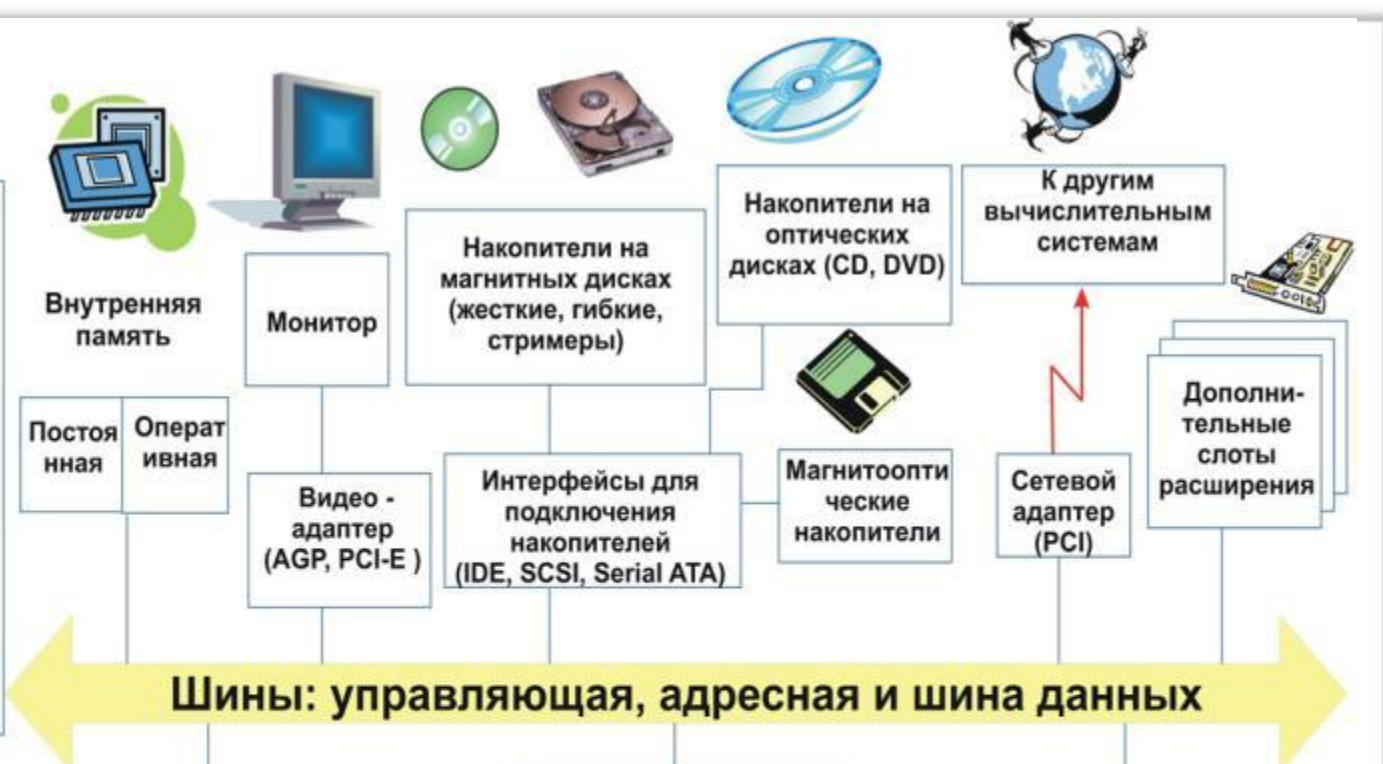 Внутренняя
память
Постоя
нная
Операт
ивная
Монитор
Видео -
адаптер
(AGP, PCI-E )
Накопители на
магнитных дисках
(жесткие, гибкие,
стримеры)
Интерфейсы для
подключения
накопителей
(IDE, SCSI, Serial ATA)
Накопители на
оптических
дисках (CD, DVD)
Магнитоопти
ческие
накопители
К другим
вычислительным
системам
Сетевой
адаптер
(PCI)
Дополни-
тельные
слоты
расширения
Шины: управляющая, адресная и шина данных